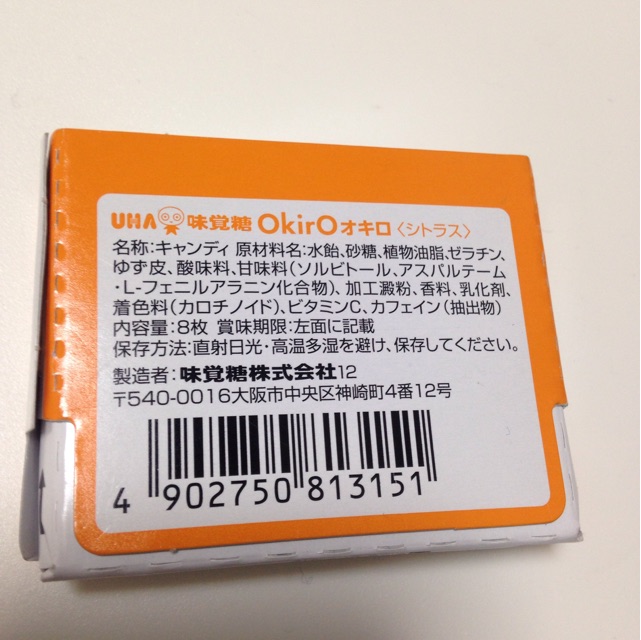 UHA味覚糖 OkirOオキロ〈シトラス〉
名称:キャンディ 原材料名:水飴、砂糖、植物油脂、ゼラチン、
ゆず皮、酸味料、甘味料(ソルビトール、アスパルテーム
・L-フェニルアラニン化合物)、加工澱粉、香料、乳化剤、
着色料(カロチノイド)、ビタミンC、カフェイン(抽出物)
内容量:8枚 賞味期限:左面に記載
保存方法:直射日光・高温多湿を避け、保存してください。
製造者:味覚糖株式会社12
〒540-0016大阪市中央区神崎町4番12号
4 902750 813151